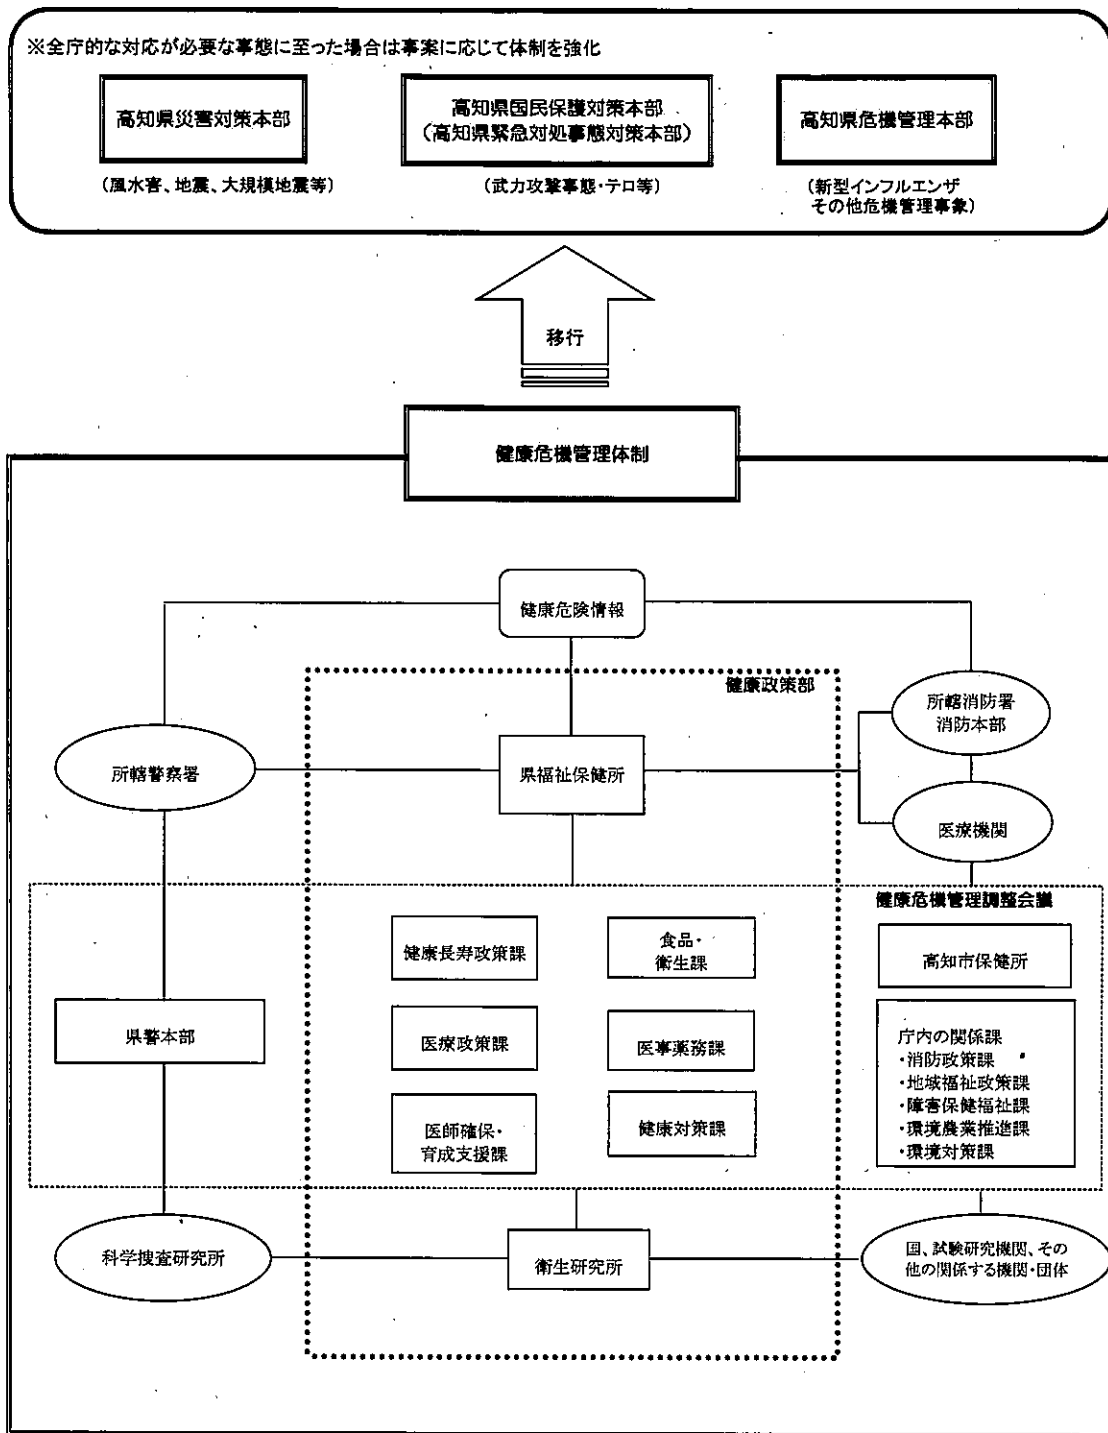 ※全庁的な対応が必要な事態に至った場合は事案に応じて体制を強化
高知県災害対策本部
(風水害、地震、大規模地震等)
高知県国民保護対策本部
(高知県緊急対処事態対策本部)
(武力攻撃事態・テロ等)
高知県危機管理本部
(新型インフルエンザ
その他危機管理事象)
移行
健康危機管理体制
健康危険情報
健康政策部
所轄消防署
消防本部
所轄警察署
県福祉保健所
医療機関
健康危機管理調整会議
健康長寿政策課
食品・
衛生課
高知市保健所
県警本部
医療政策課
医事薬務課
庁内の関係課
・消防政策課
・地域福祉政策課
・障害保健福祉課
・環境農業推進課
・環境対策課
医師確保・
育成支援課
健康対策課
科学捜査研究所
衛生研究所
国、試験研究機関、その
他の関係する機関・団体